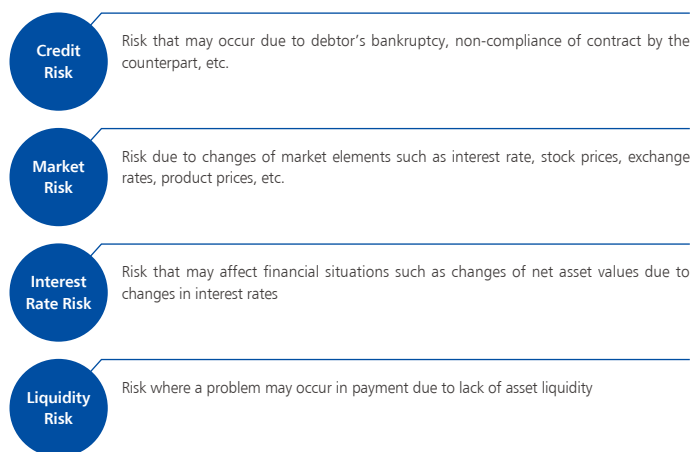 Credit
Risk
Risk that may occur due to debtor’s bankruptcy, non-compliance of contract by the
counterpart, etc.
Market
Risk
Risk due to changes of market elements such as interest rate, stock prices, exchange
rates, product prices, etc.
Interest
Rate Risk
Risk that may affect financial situations such as changes of net asset values due to
changes in interest rates
Liquidity
Risk
Risk where a problem may occur in payment due to lack of asset liquidity